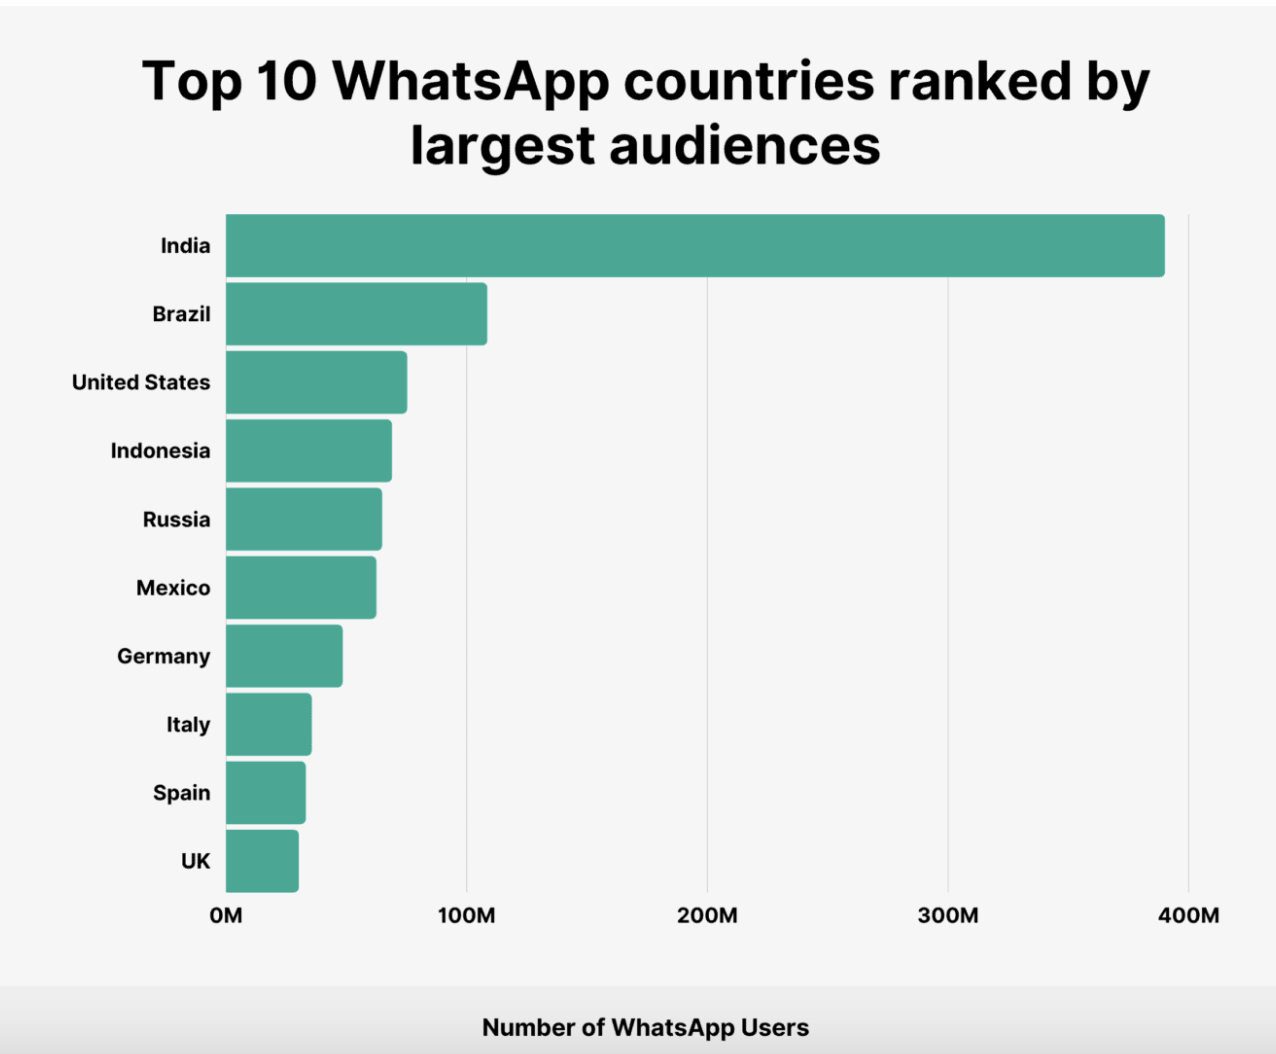 Top 10 WhatsApp countries ranked by
largest audiences
India
Brazil
United States
Indonesia
Russia
Mexico
Germany
Italy
Spain
UK
0M 100M 200M 300M 400M
Number of WhatsApp Users